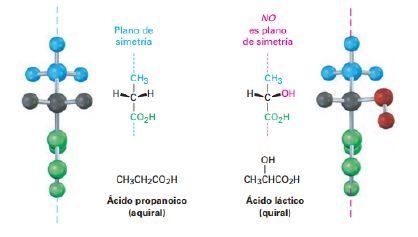 Plano de
simetría
CH3
H C H
CO2H
CH3CH2CO2H
Ácido propanoico
(aquiral)
NO
es plano
de simetría
CH3
H C OH
CO2H
OH
CH3CHCO2H
Ácido láctico
(quiral)